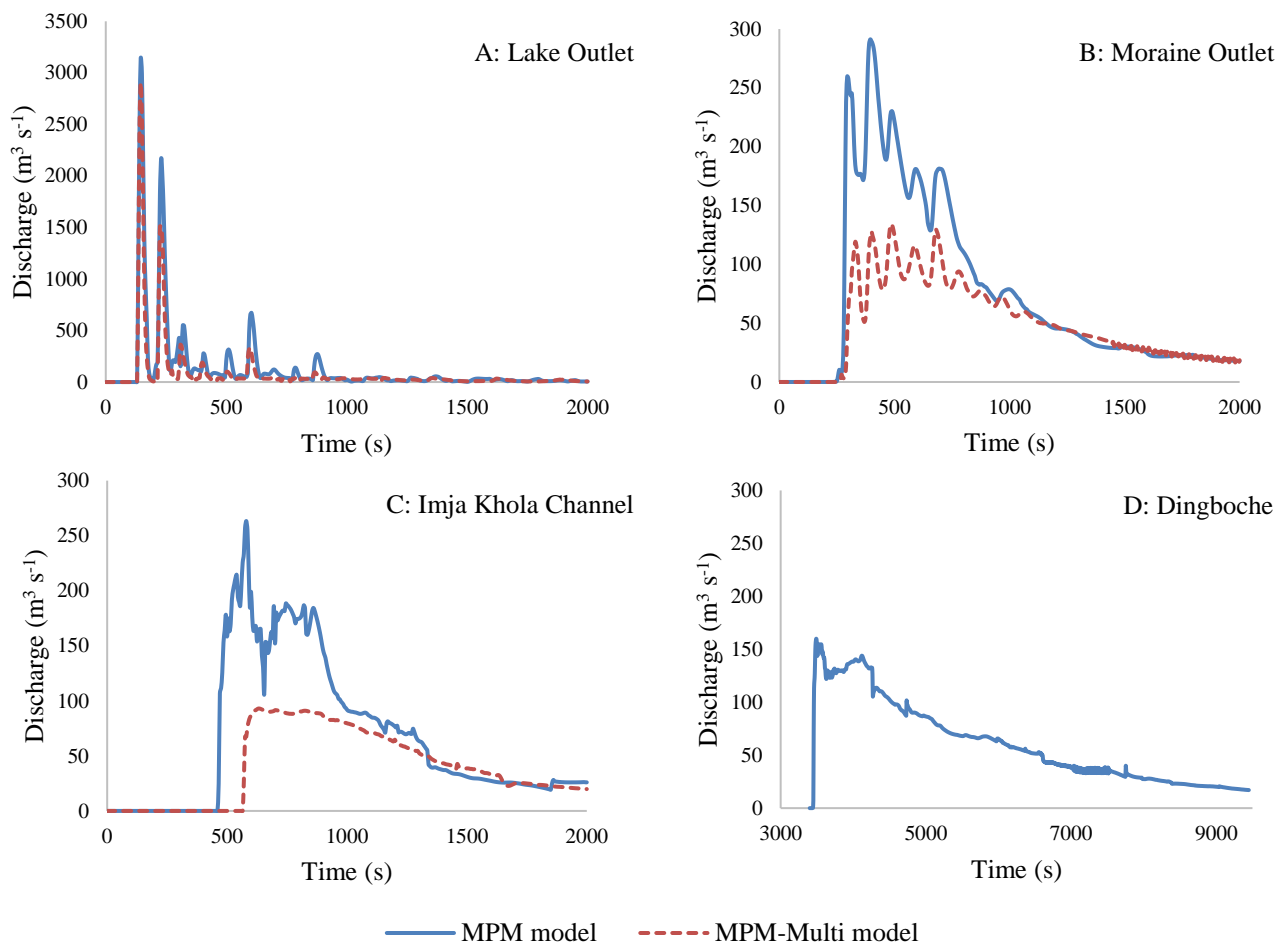 A: Lake Outlet
Discharge (m³ s⁻¹)
3500
3000
2500
2000
1500
1000
500
0
0 500 1000 1500 2000
Time (s)
B: Moraine Outlet
Discharge (m³ s⁻¹)
300
250
200
150
100
50
0
0 500 1000 1500 2000
Time (s)
C: Imja Khola Channel
Discharge (m³ s⁻¹)
300
250
200
150
100
50
0
0 500 1000 1500 2000
Time (s)
D: Dingboche
Discharge (m³ s⁻¹)
300
250
200
150
100
50
0
3000 5000 7000 9000
Time (s)
MPM model MPM-Multi model